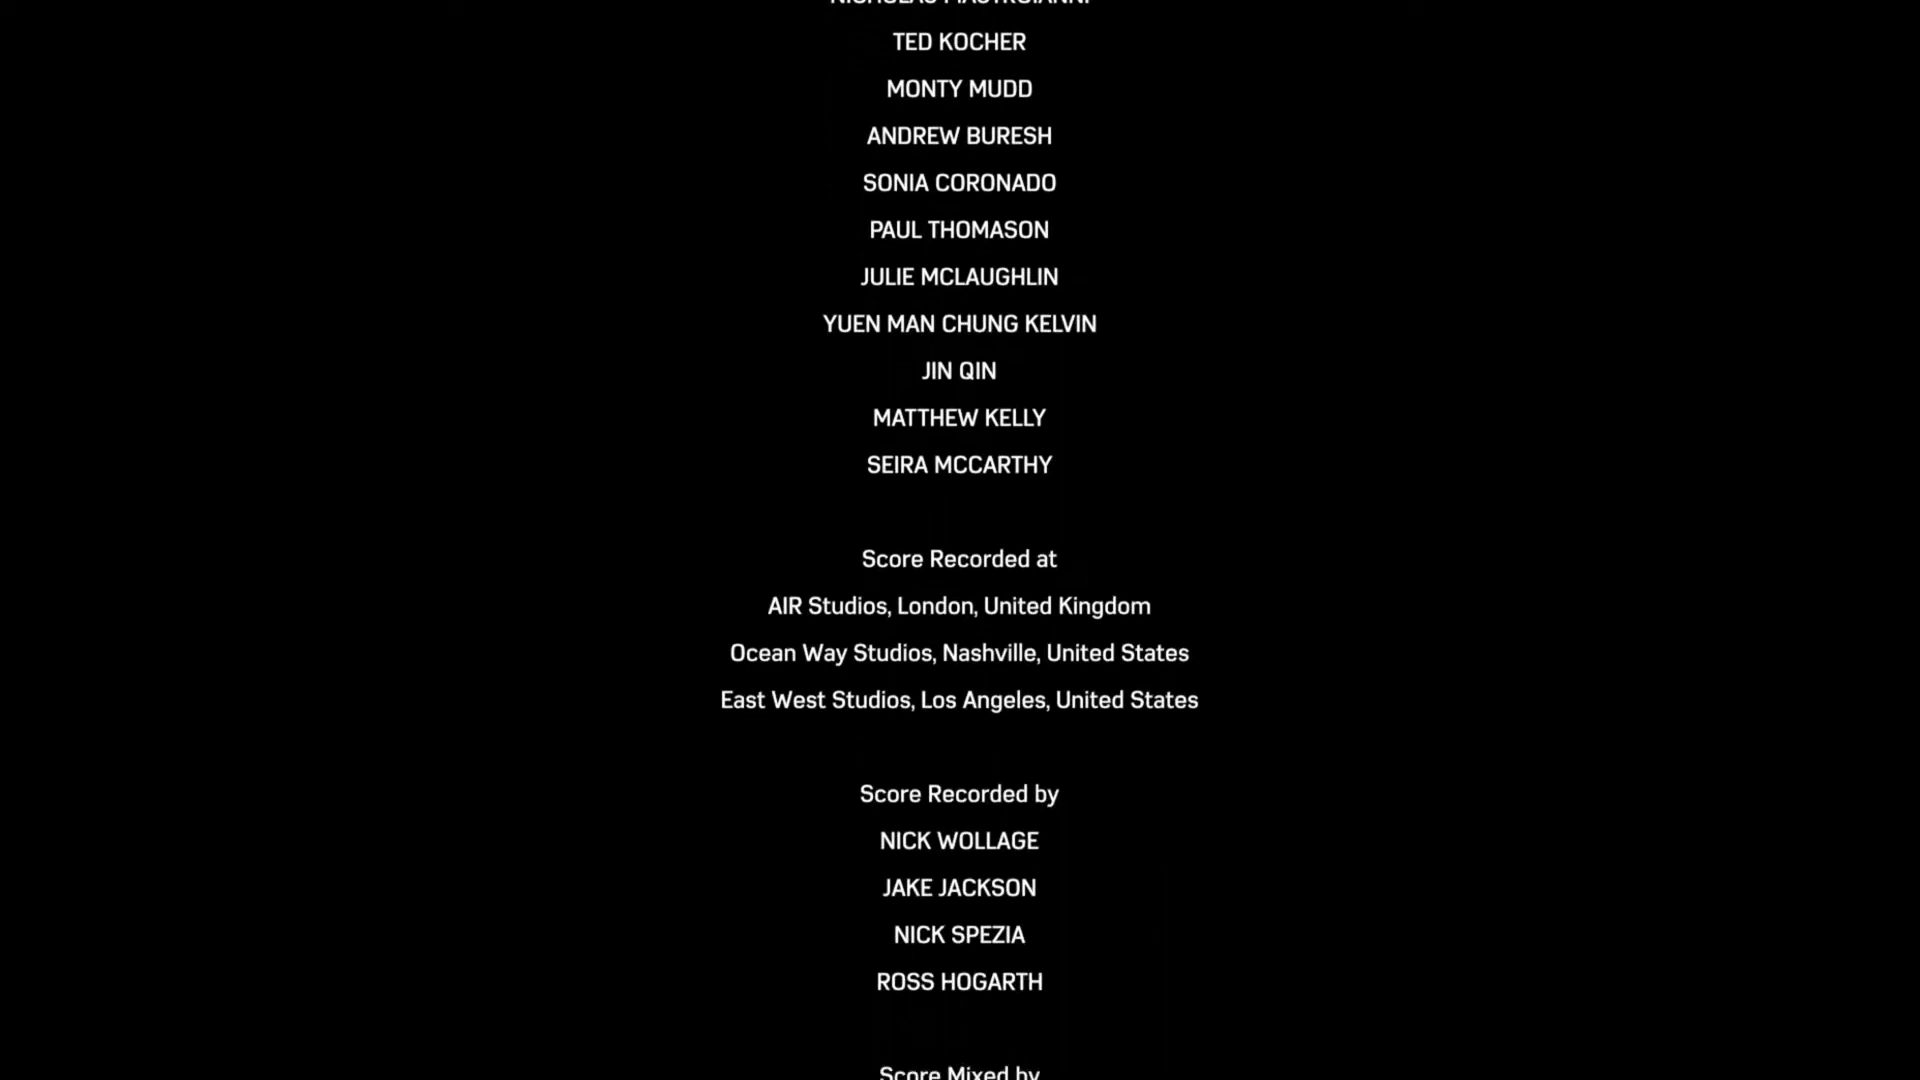 TED KOCHER
MONTY MUDD
ANDREW BURESH
SONIA CORONADO
PAUL THOMASON
JULIE MCLAUGHLIN
YUEN MAN CHUNG KELVIN
JIN QIN
MATTHEW KELLY
SEIRA MCCARTHY
Score Recorded at
AIR Studios, London, United Kingdom
Ocean Way Studios, Nashville, United States
East West Studios, Los Angeles, United States
Score Recorded by
NICK WOLLAGE
JAKE JACKSON
NICK SPEZIA
ROSS HOGARTH
Score Mixed by